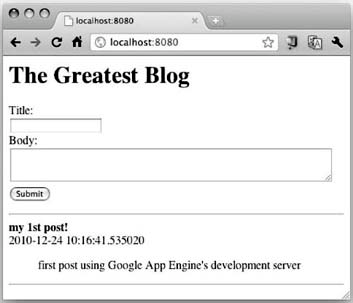 localhost:8080
localhost:8080
The Greatest Blog
Title:
Body:
Submit
my 1st post!
2010-12-24 10:16:41.535020
first post using Google App Engine's development server